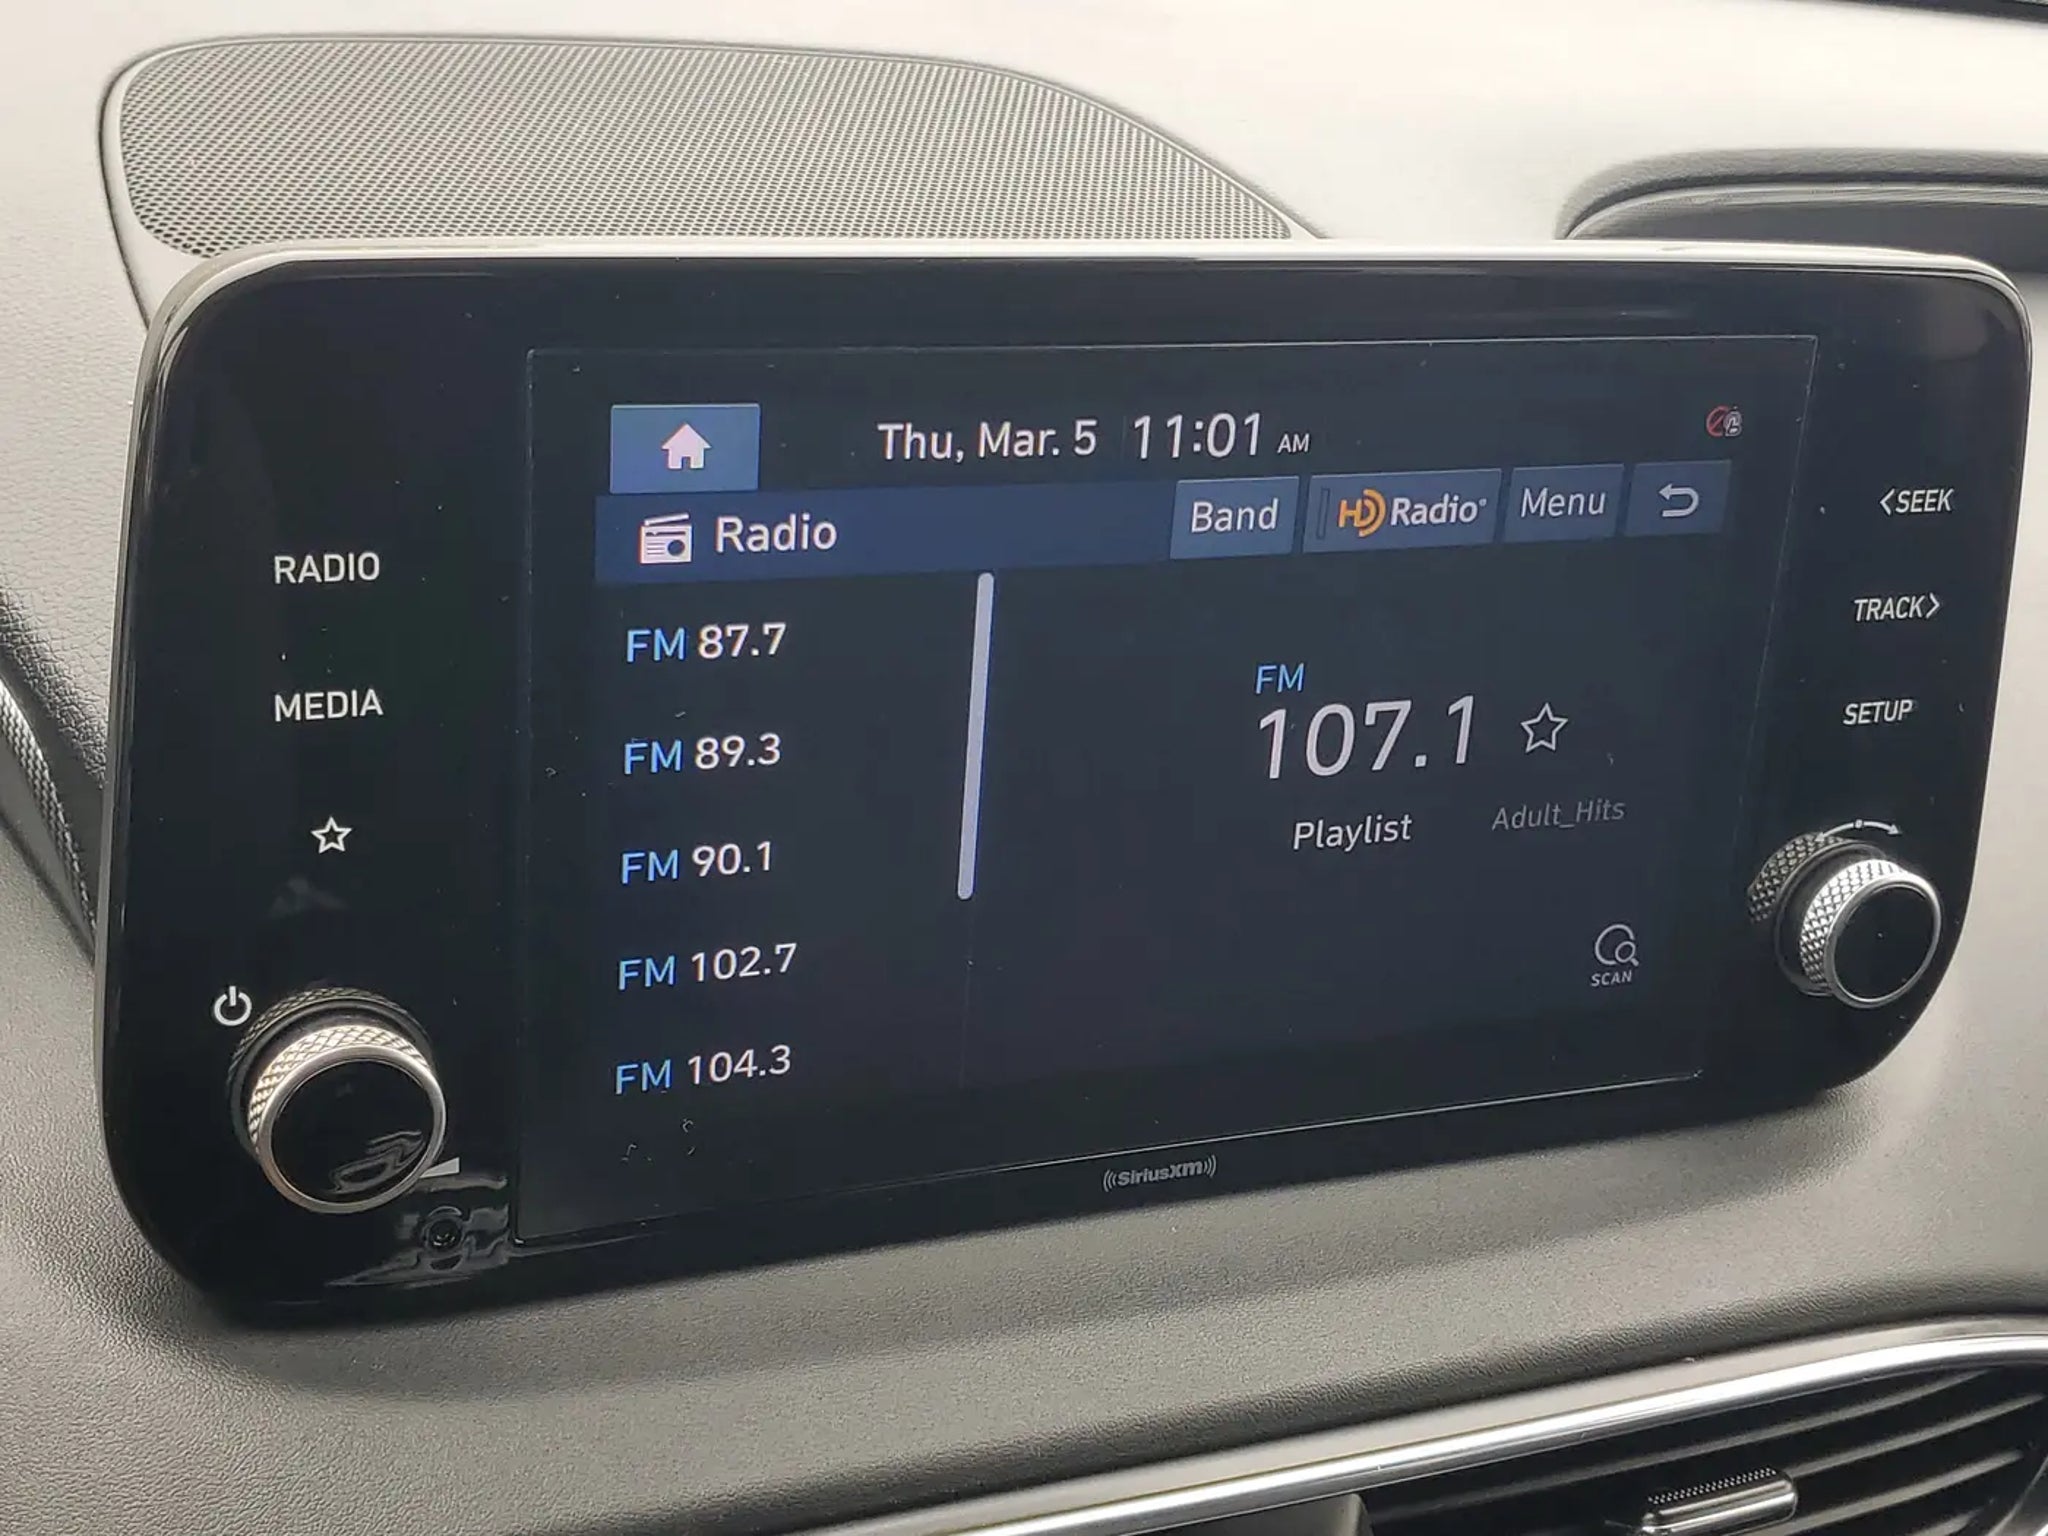 Thu, Mar. 5 11:01 AM
Radio
Band
HD Radio®
Menu
RADIO
MEDIA
FM 87.7
FM 89.3
FM 90.1
FM 102.7
FM 104.3
FM
107.1
Playlist
Adult_Hits
SCAN
<SEEK
TRACK>
SETUP
((SiriusXM))